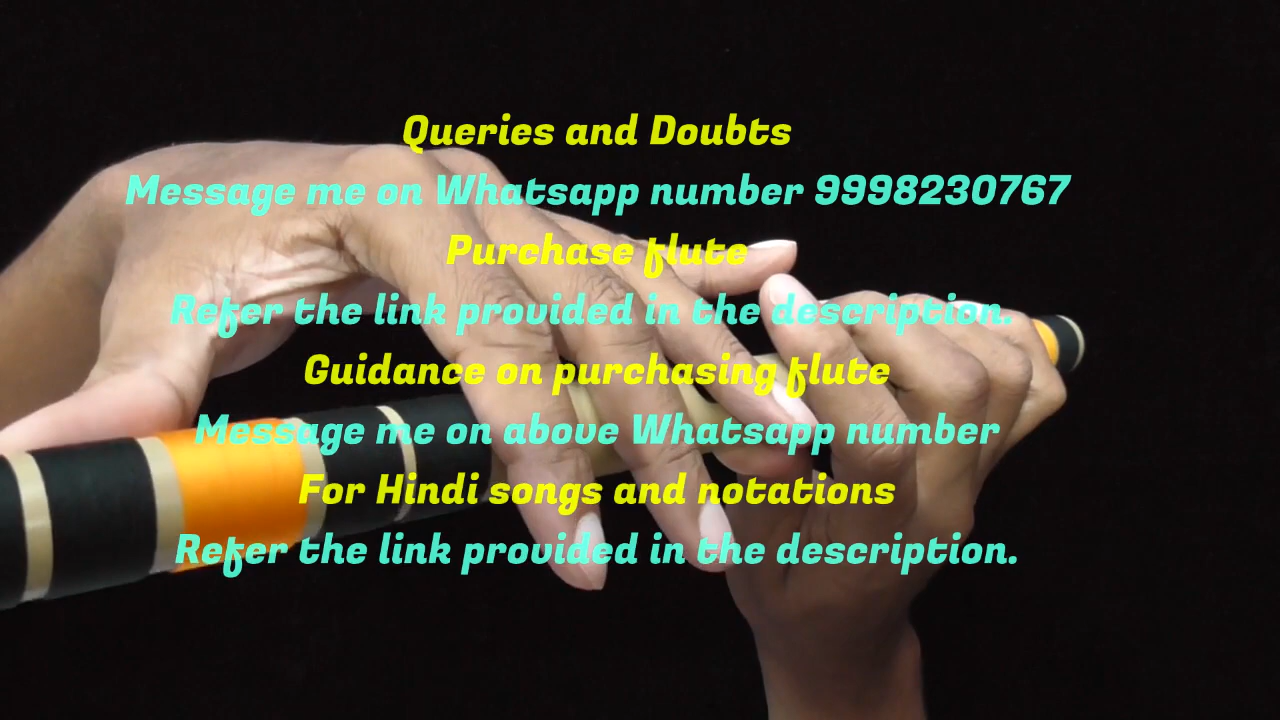 Queries and Doubts
Message me on Whatsapp number 9998230767
Purchase flute
Refer the link provided in the description.
Guidance on purchasing flute
Message me on above Whatsapp number
For Hindi songs and notations
Refer the link provided in the description.